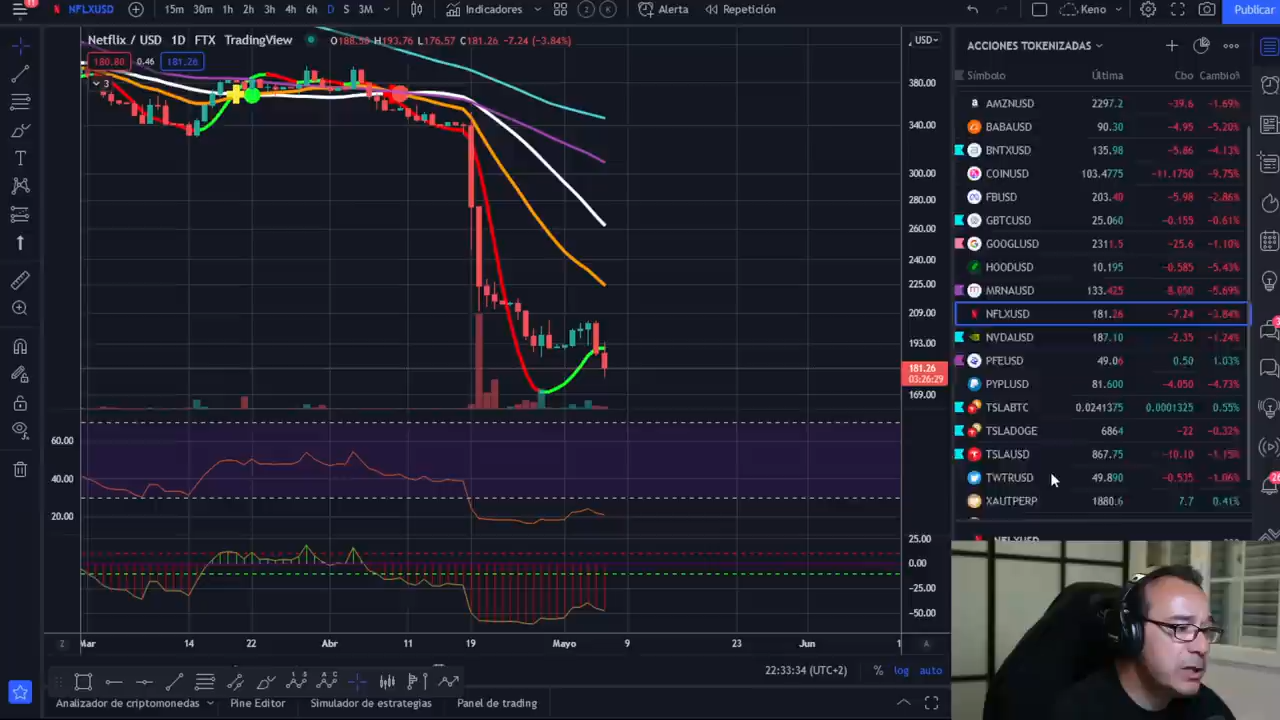 11
NFLXUSD
15m 30m 1h 2h 3h 4h 6h D S 3M
Indicadores
2 K
Alerta
Repetición
Keno
Publicar
Netflix / USD 1D FTX TradingView
O188.50 H193.76 L176.57 C181.26 -7.24 (-3.84%)
180.80 0.46 181.26
3
USD
380.00
340.00
300.00
280.00
260.00
240.00
225.00
209.00
193.00
181.26
03:26:29
169.00
60.00
40.00
20.00
25.00
0.00
-25.00
-50.00
Mar 14 22 Abr 11 19 Mayo 9 23 Jun 1
Z
A
22:33:34 (UTC+2)
% log auto
Analizador de criptomonedas
Pine Editor
Simulador de estrategias
Panel de trading
ACCIONES TOKENIZADAS
Símbolo Última Cbo Cambio%
AMZNUSD 2297.2 -39.6 -1.69%
BABAUSD 90.30 -4.95 -5.20%
BNTXUSD 135.98 -5.86 -4.13%
COINUSD 103.4775 -11.1750 -9.75%
FBUSD 203.40 -5.98 -2.86%
GBTCUSD 25.060 -0.155 -0.61%
GOOGLUSD 2311.5 -25.6 -1.10%
HOODUSD 10.195 -0.585 -5.43%
MRNAUSD 133.425 -8.050 -5.69%
NFLXUSD 181.26 -7.24 -3.84%
NVDAUSD 187.10 -2.35 -1.24%
PFEUSD 49.06 0.50 1.03%
PYPLUSD 81.600 -4.050 -4.73%
TSLABTC 0.0241375 0.0001325 0.55%
TSLADOGE 6864 -22 -0.32%
TSLAUSD 867.75 -10.10 -1.15%
TWTRUSD 49.890 -0.535 -1.06%
XAUTPERP 1880.6 7.7 0.41%
NFLXUSD